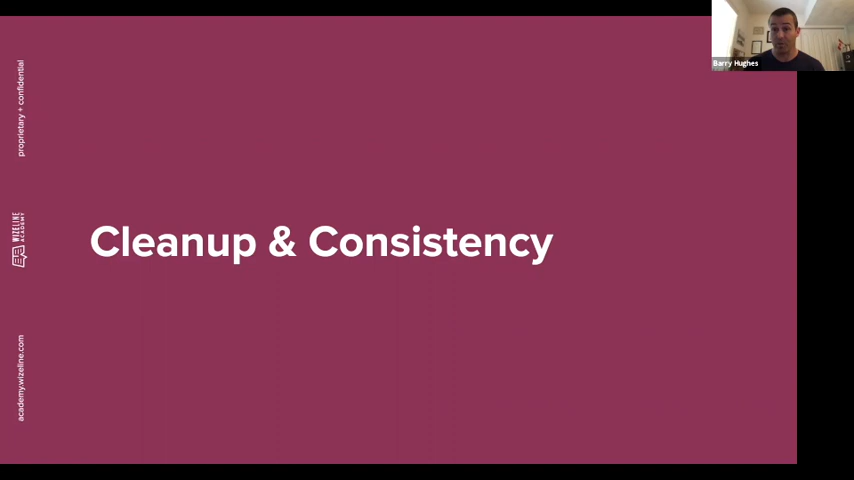 proprietary + confidential
WIZELINE
ACADEMY
academy.wizeline.com
Cleanup & Consistency
Barry Hughes